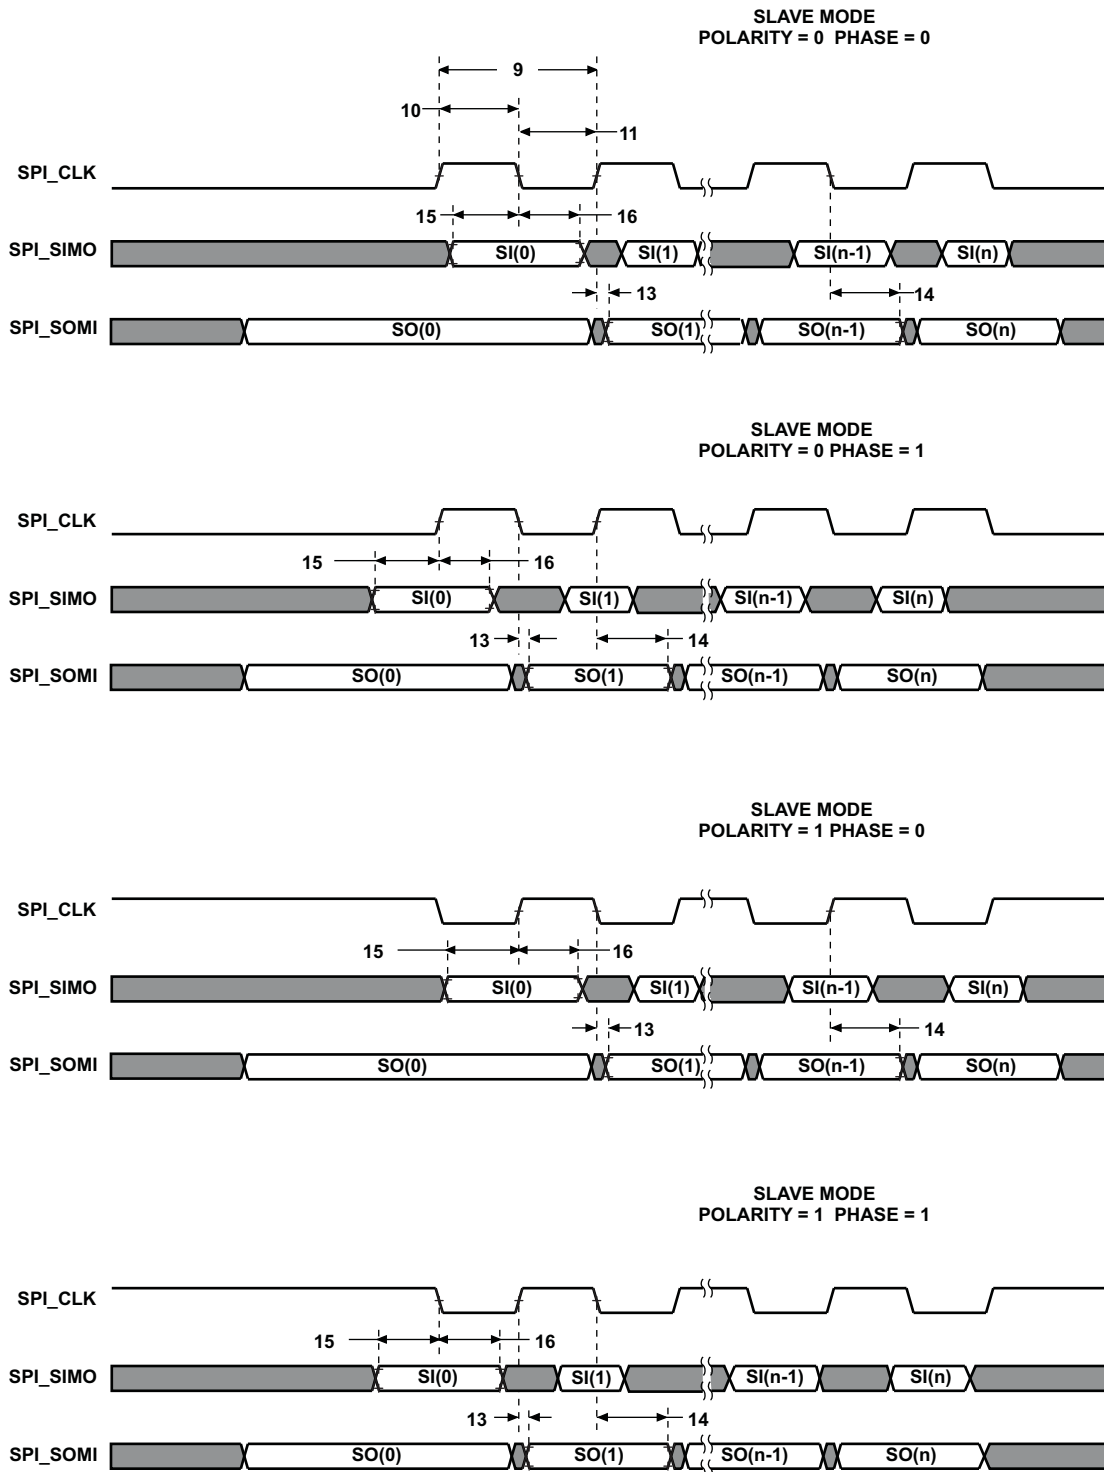 SLAVE MODE
POLARITY = 0 PHASE = 0
9
10
11
SPI_CLK
15
16
SPI_SIMO
SI(0)
SI(1)
SI(n-1)
SI(n)
13
14
SPI_SOMI
SO(0)
SO(1)
SO(n-1)
SO(n)
SLAVE MODE
POLARITY = 0 PHASE = 1
SPI_CLK
15
16
SPI_SIMO
SI(0)
SI(1)
SI(n-1)
SI(n)
13
14
SPI_SOMI
SO(0)
SO(1)
SO(n-1)
SO(n)
SLAVE MODE
POLARITY = 1 PHASE = 0
SPI_CLK
15
16
SPI_SIMO
SI(0)
SI(1)
SI(n-1)
SI(n)
13
14
SPI_SOMI
SO(0)
SO(1)
SO(n-1)
SO(n)
SLAVE MODE
POLARITY = 1 PHASE = 1
SPI_CLK
15
16
SPI_SIMO
SI(0)
SI(1)
SI(n-1)
SI(n)
13
14
SPI_SOMI
SO(0)
SO(1)
SO(n-1)
SO(n)